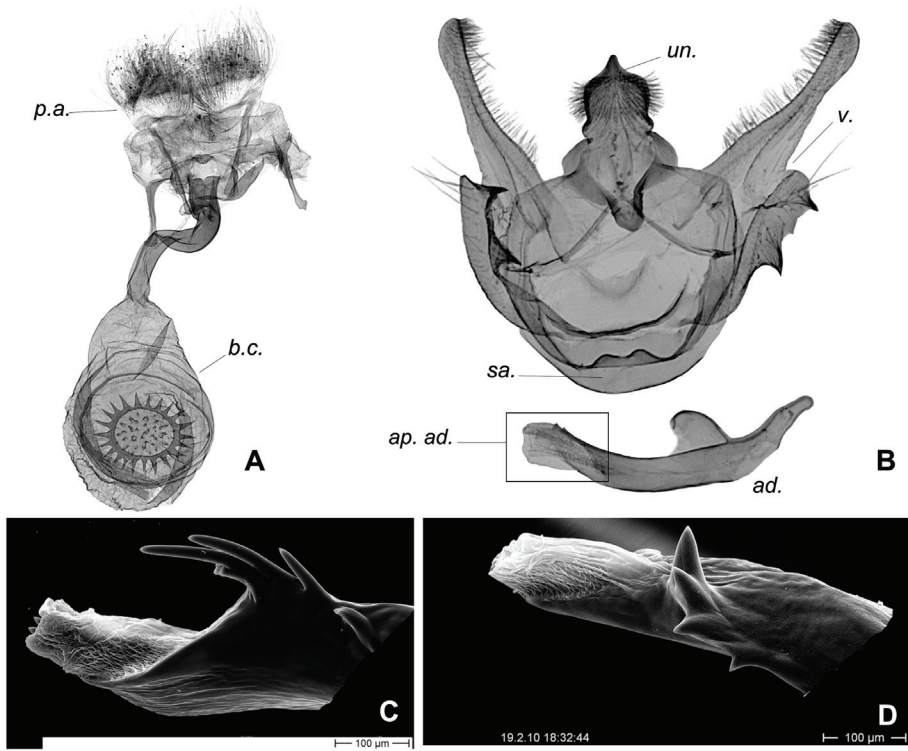 p.a.
b.c.
A
un.
v.
sa.
ap. ad.
ad.
B
C
100 µm
19.2.10 18:32:44
D
100 µm